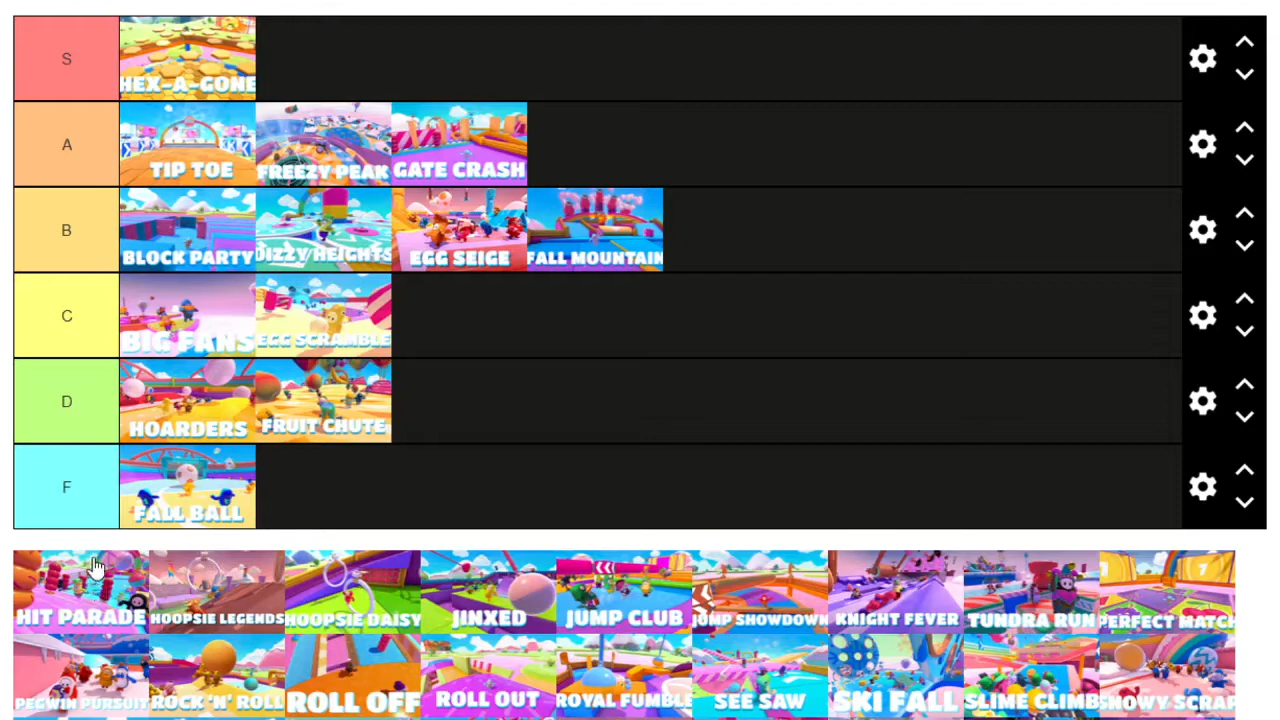 S
HEX-A-GONE
A
TIP TOE
FREEZY PEAK
GATE CRASH
B
BLOCK PARTY
DIZZY HEIGHTS
EGG SEIGE
FALL MOUNTAIN
C
BIG FANS
EGG SCRAMBLE
D
HOARDERS
FRUIT CHUTE
F
FALL BALL
HIT PARADE
HOOPSIE LEGENDS
HOOPSIE DAISY
JINXED
JUMP CLUB
JUMP SHOWDOWN
KNIGHT FEVER
TUNDRA RUN
PERFECT MATCH
PEGWIN PURSUIT
ROCK 'N' ROLL
ROLL OFF
ROLL OUT
ROYAL FUMBLE
SEE SAW
SKI FALL
SLIME CLIMB
SNOWY SCRAP